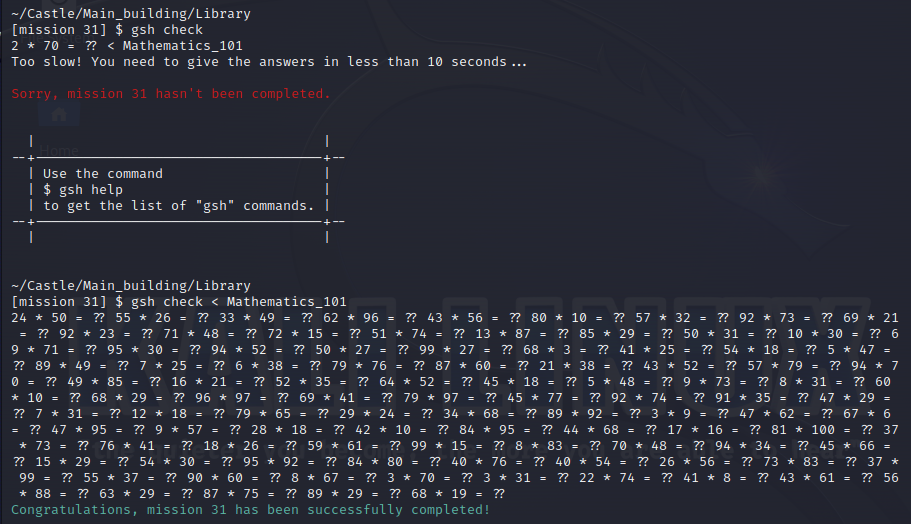 ~/Castle/Main_building/Library
[mission 31] $ gsh check
2 * 70 = ?? < Mathematics_101
Too slow! You need to give the answers in less than 10 seconds...
Sorry, mission 31 hasn't been completed.
Home
Use the command
$ gsh help
to get the list of "gsh" commands.
~/Castle/Main_building/Library
[mission 31] $ gsh check < Mathematics_101
24 * 50 = ?? 55 * 26 = ?? 33 * 49 = ?? 62 * 96 = ?? 43 * 56 = ?? 80 * 10 = ?? 57 * 32 = ?? 92 * 73 = ?? 69 * 21
= ?? 92 * 23 = ?? 71 * 48 = ?? 72 * 15 = ?? 51 * 74 = ?? 13 * 87 = ?? 85 * 29 = ?? 50 * 31 = ?? 10 * 30 = ?? 6
9 * 71 = ?? 95 * 30 = ?? 94 * 52 = ?? 50 * 27 = ?? 99 * 27 = ?? 68 * 3 = ?? 41 * 25 = ?? 54 * 18 = ?? 5 * 47 =
?? 89 * 49 = ?? 7 * 25 = ?? 6 * 38 = ?? 79 * 76 = ?? 87 * 60 = ?? 21 * 38 = ?? 43 * 52 = ?? 57 * 79 = ?? 94 * 7
0 = ?? 49 * 85 = ?? 16 * 21 = ?? 52 * 35 = ?? 64 * 52 = ?? 45 * 18 = ?? 5 * 48 = ?? 9 * 73 = ?? 8 * 31 = ?? 60
* 10 = ?? 68 * 29 = ?? 96 * 97 = ?? 69 * 41 = ?? 79 * 97 = ?? 45 * 77 = ?? 92 * 74 = ?? 91 * 35 = ?? 47 * 29 =
?? 7 * 31 = ?? 12 * 18 = ?? 79 * 65 = ?? 29 * 24 = ?? 34 * 68 = ?? 89 * 92 = ?? 3 * 9 = ?? 47 * 62 = ?? 67 * 6
= ?? 47 * 95 = ?? 9 * 57 = ?? 28 * 18 = ?? 42 * 10 = ?? 84 * 95 = ?? 44 * 68 = ?? 17 * 16 = ?? 81 * 100 = ?? 37
* 73 = ?? 76 * 41 = ?? 18 * 26 = ?? 59 * 61 = ?? 99 * 15 = ?? 8 * 83 = ?? 70 * 48 = ?? 94 * 34 = ?? 45 * 66 =
?? 15 * 29 = ?? 54 * 30 = ?? 95 * 92 = ?? 84 * 80 = ?? 40 * 76 = ?? 40 * 54 = ?? 26 * 56 = ?? 73 * 83 = ?? 37 *
99 = ?? 55 * 37 = ?? 90 * 60 = ?? 8 * 67 = ?? 3 * 70 = ?? 3 * 31 = ?? 22 * 74 = ?? 41 * 8 = ?? 43 * 61 = ?? 56
* 88 = ?? 63 * 29 = ?? 87 * 75 = ?? 89 * 29 = ?? 68 * 19 = ??
Congratulations, mission 31 has been successfully completed!